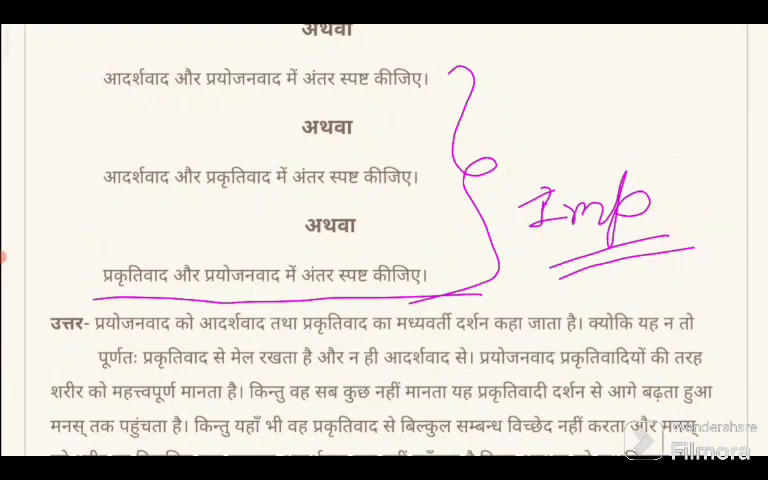 अथवा
आदर्शवाद और प्रयोजनवाद में अंतर स्पष्ट कीजिए।
अथवा
आदर्शवाद और प्रकृतिवाद में अंतर स्पष्ट कीजिए।
Imp
अथवा
प्रकृतिवाद और प्रयोजनवाद में अंतर स्पष्ट कीजिए।
उत्तर- प्रयोजनवाद को आदर्शवाद तथा प्रकृतिवाद का मध्यवर्ती दर्शन कहा जाता है। क्योकि यह न तो
पूर्णतः प्रकृतिवाद से मेल रखता है और न ही आदर्शवाद से। प्रयोजनवाद प्रकृतिवादियों की तरह
शरीर को महत्त्वपूर्ण मानता है। किन्तु वह सब कुछ नहीं मानता यह प्रकृतिवादी दर्शन से आगे बढ़ता हुआ
मनस् तक पहुंचता है। किन्तु यहाँ भी वह प्रकृतिवाद से बिल्कुल सम्बन्ध विच्छेद नहीं करता और मनस्
Wondershare
Filmora